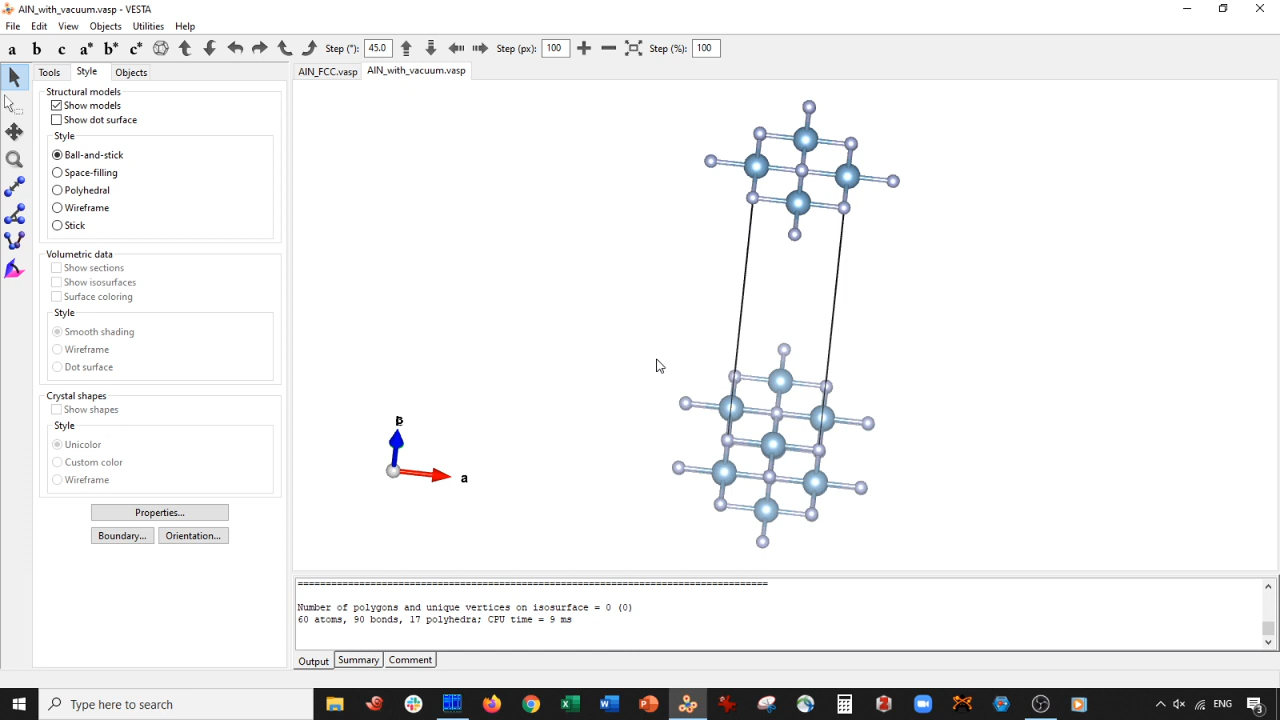 AlN_with_vacuum.vasp - VESTA
File Edit View Objects Utilities Help
a b c a* b* c* Step (°): 45.0 Step (px): 100 Step (%): 100
Tools Style Objects
AlN_FCC.vasp AlN_with_vacuum.vasp
Structural models
Show models
Show dot surface
Style
Ball-and-stick
Space-filling
Polyhedral
Wireframe
Stick
Volumetric data
Show sections
Show isosurfaces
Surface coloring
Style
Smooth shading
Wireframe
Dot surface
Crystal shapes
Show shapes
Style
Unicolor
Custom color
Wireframe
Properties...
Boundary... Orientation...
a
================================================================================
Number of polygons and unique vertices on isosurface = 0 (0)
60 atoms, 90 bonds, 17 polyhedra; CPU time = 9 ms
Output Summary Comment
Type here to search
ENG
3